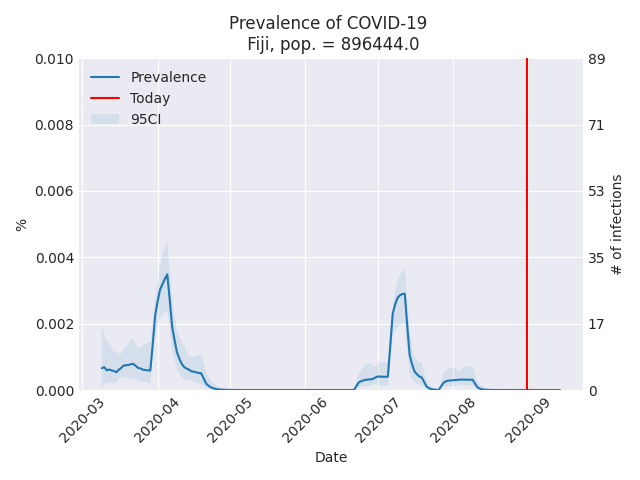 Prevalence of COVID-19
Fiji, pop. = 896444.0
Prevalence
Today
95CI
0.010
0.008
0.006
0.004
0.002
0.000
%
89
71
53
35
17
0
# of infections
2020-03
2020-04
2020-05
2020-06
2020-07
2020-08
2020-09
Date